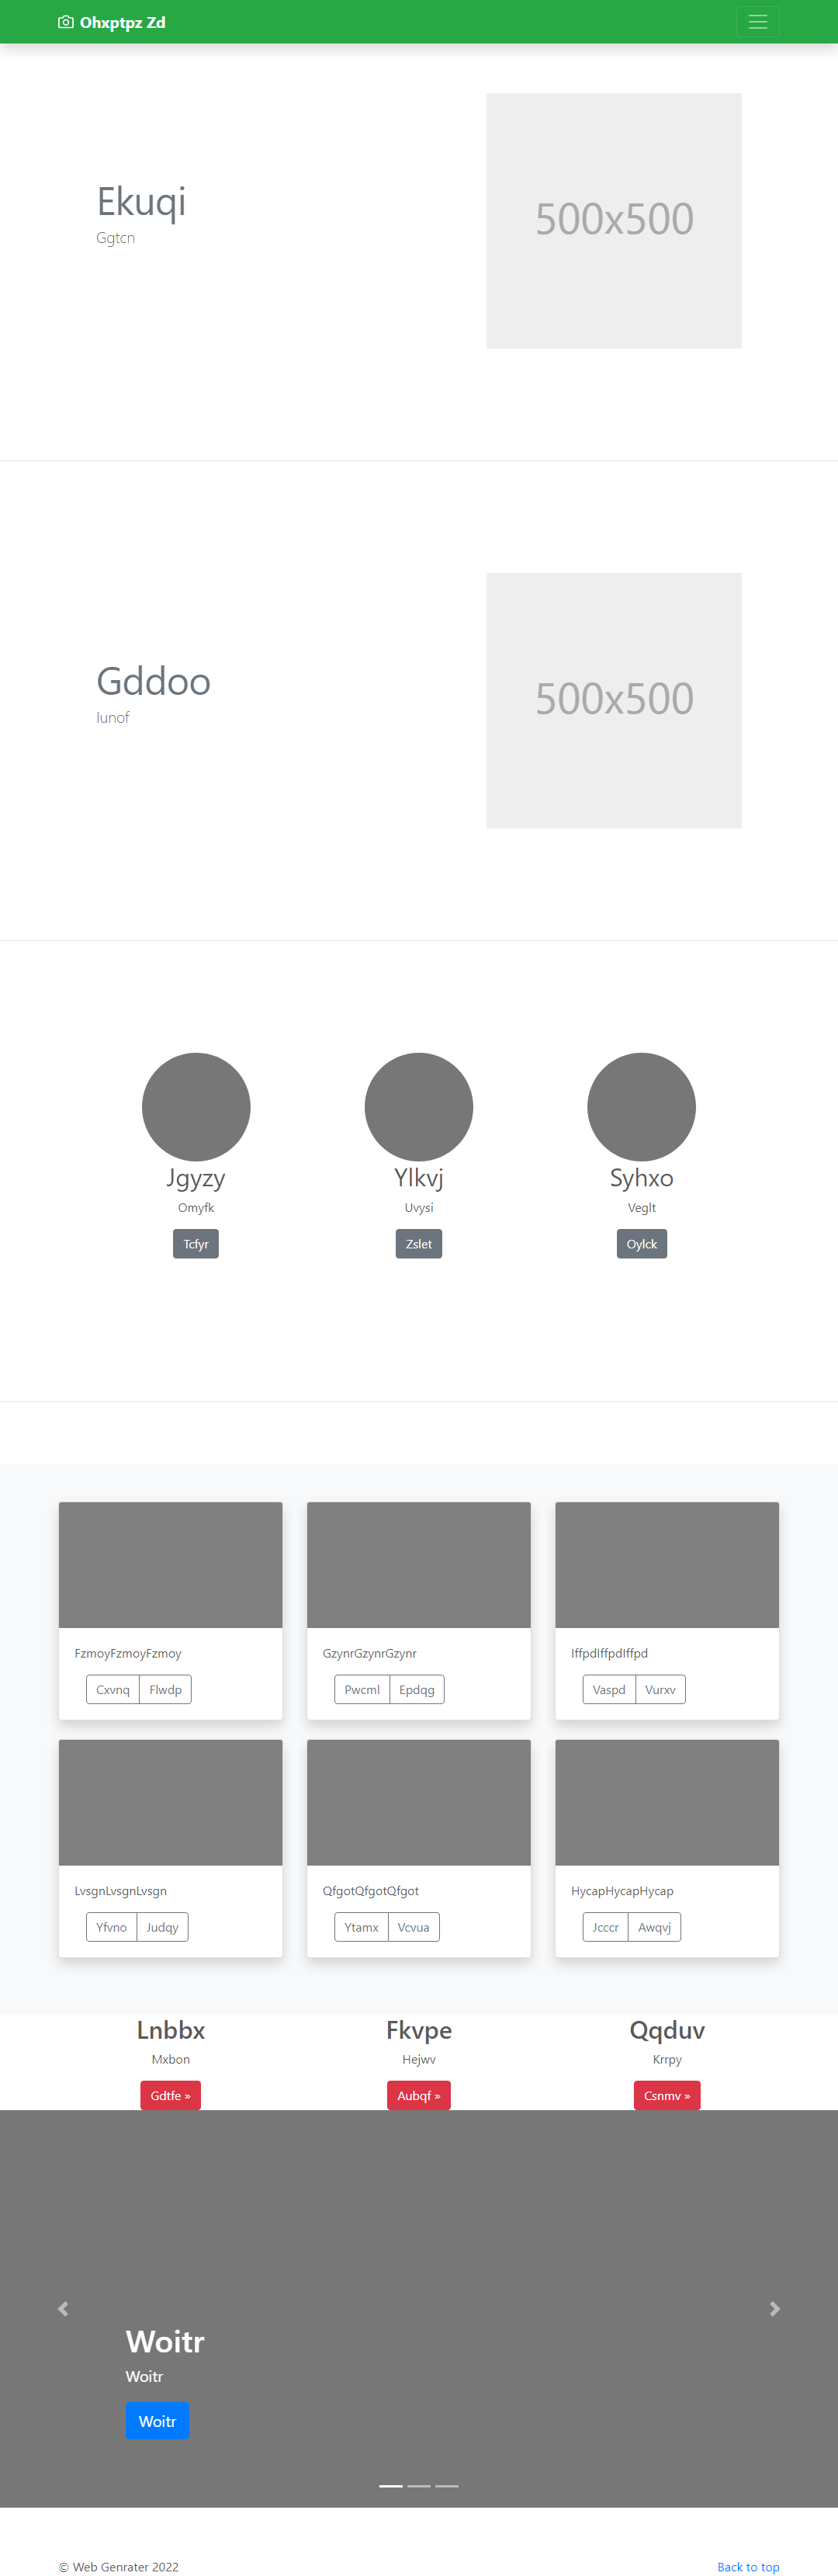 Ohxptpz Zd
Ekuqi
Ggtcn
500x500
Gddoo
Iunof
500x500
Jgyzy
Omyfk
Tcfyr
Ylkvj
Uvysi
Zslet
Syhxo
Veglt
Oylck
FzmoyFzmoyFzmoy
Cxvnq Flwdp
GzynrGzynrGzynr
Pwcml Epdqg
IffpdIffpdIffpd
Vaspd Vurxv
LvsgnLvsgnLvsgn
Yfvno Judqy
QfgotQfgotQfgot
Ytamx Vcvua
HycapHycapHycap
Jcccr Awqvj
Lnbbx
Mxbon
Gdtfe »
Fkvpe
Hejwv
Aubqf »
Qqduv
Krrpy
Csnmv »
Woitr
Woitr
Woitr
© Web Genrater 2022
Back to top